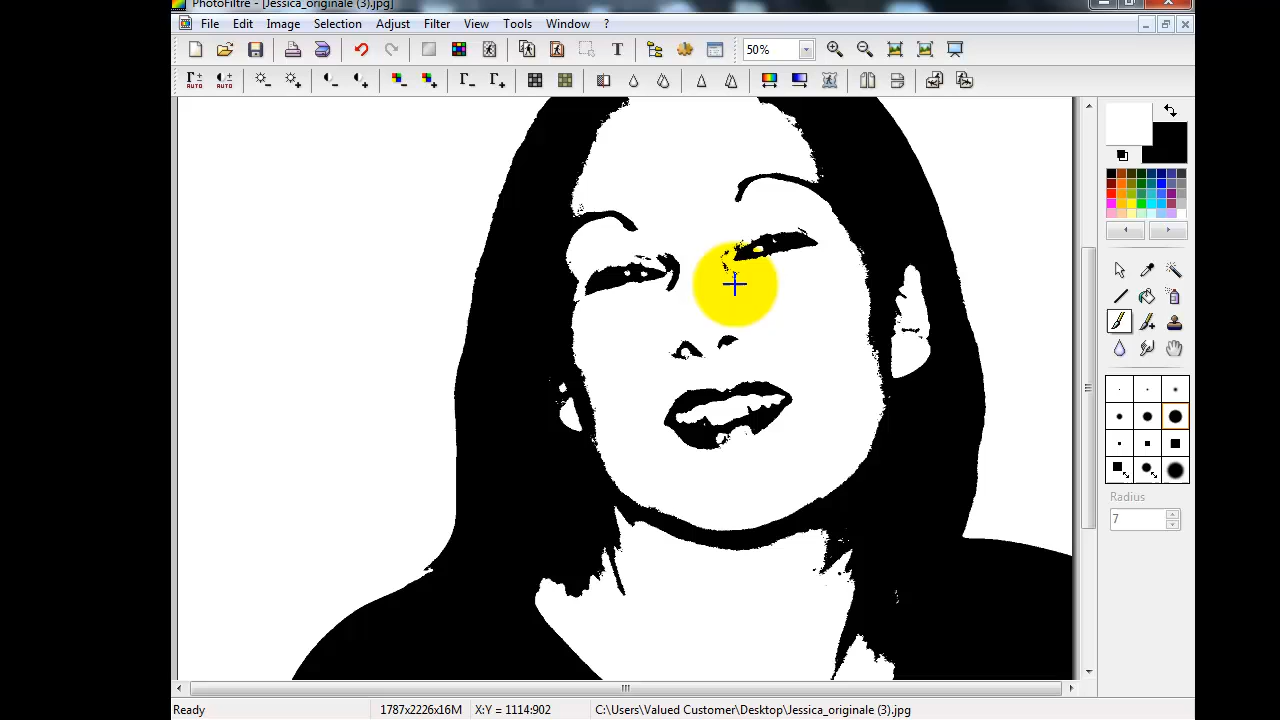 PhotoFiltre - [Jessica_originale (3).jpg]
File Edit Image Selection Adjust Filter View Tools Window ?
T 50%
AUTO AUTO
Radius
7
Ready 1787x2226x16M X:Y = 1114:902 C:\Users\Valued Customer\Desktop\Jessica_originale (3).jpg